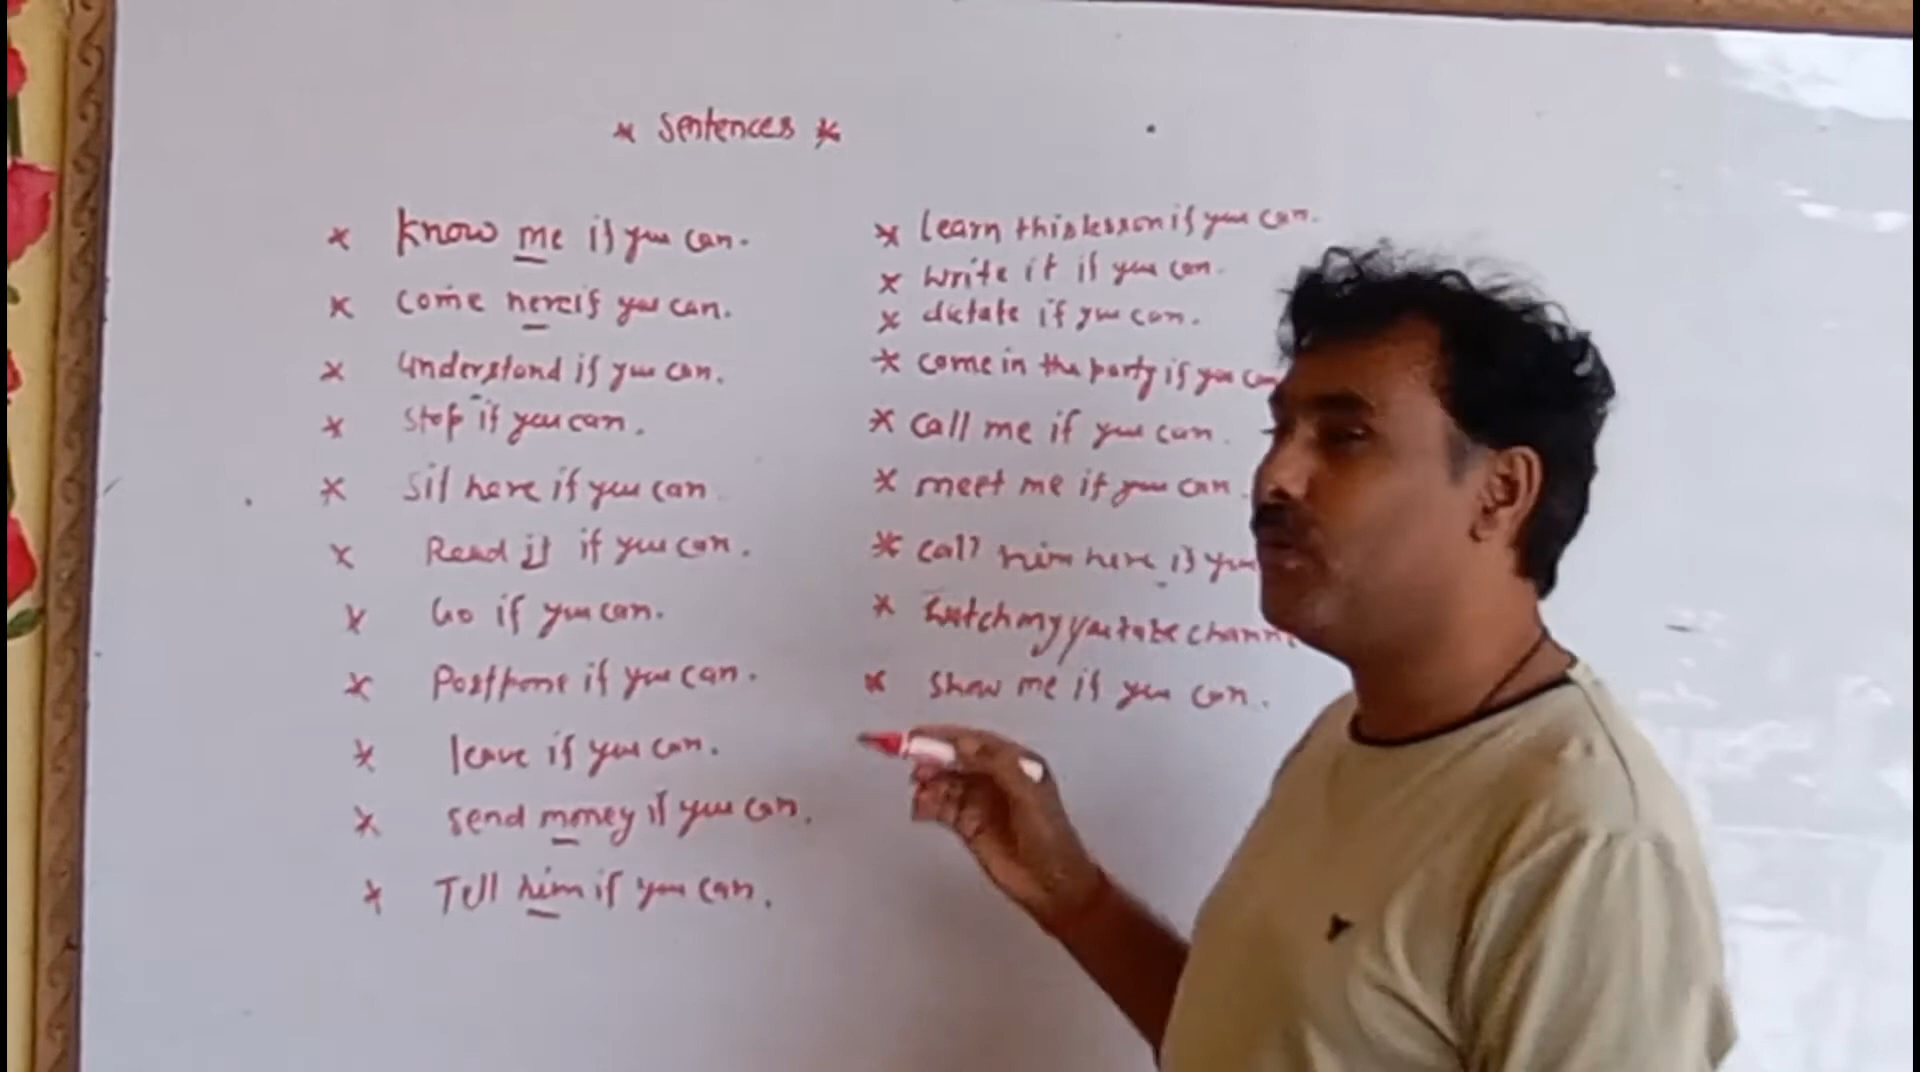 * Sentences *
* Know me if you can.
* Come here if you can.
* Understand if you can.
* Stop if you can.
* Sit here if you can
* Read it if you can.
* Go if you can.
* Postpone if you can.
* leave if you can.
* send money if you can.
* Tell him if you can.
* learn this lesson if you can.
* write it if you can.
* dictate if you can.
* come in the party if you can
* call me if you can.
* meet me if you can.
* call him here if you
* watch my youtube chann
* show me if you can.